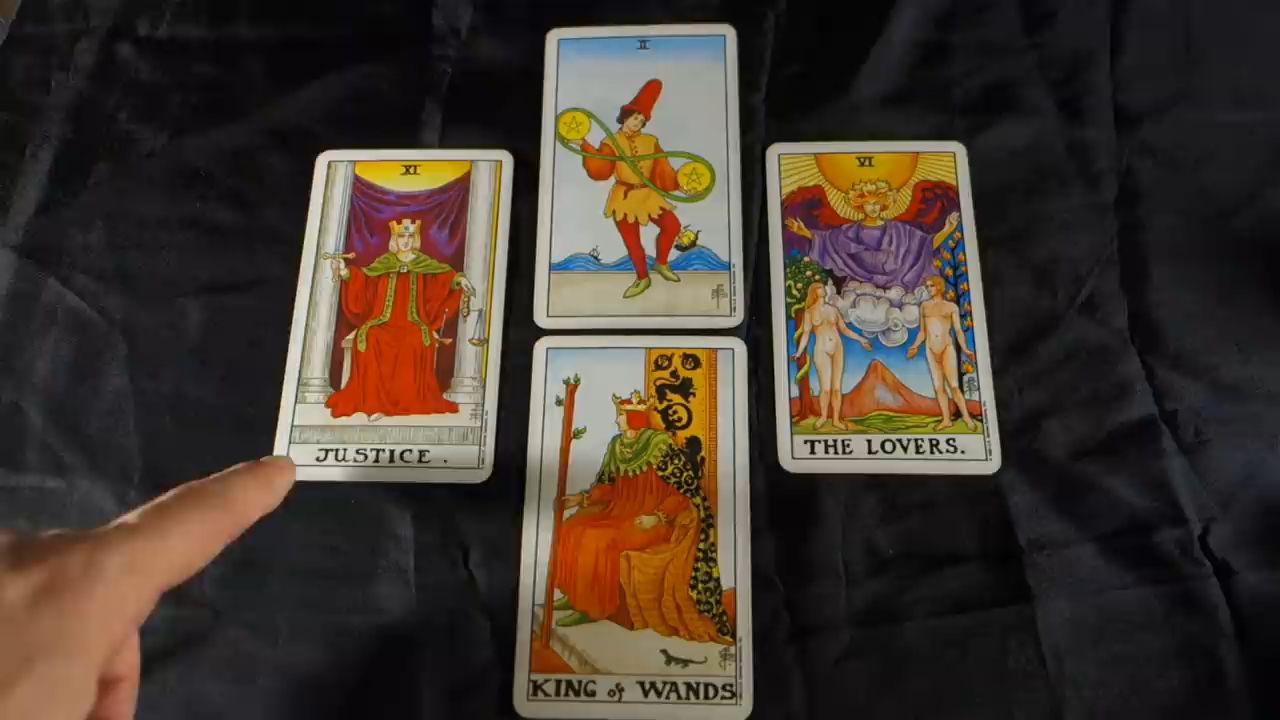 II
XI
JUSTICE.
VI
THE LOVERS.
KING of WANDS